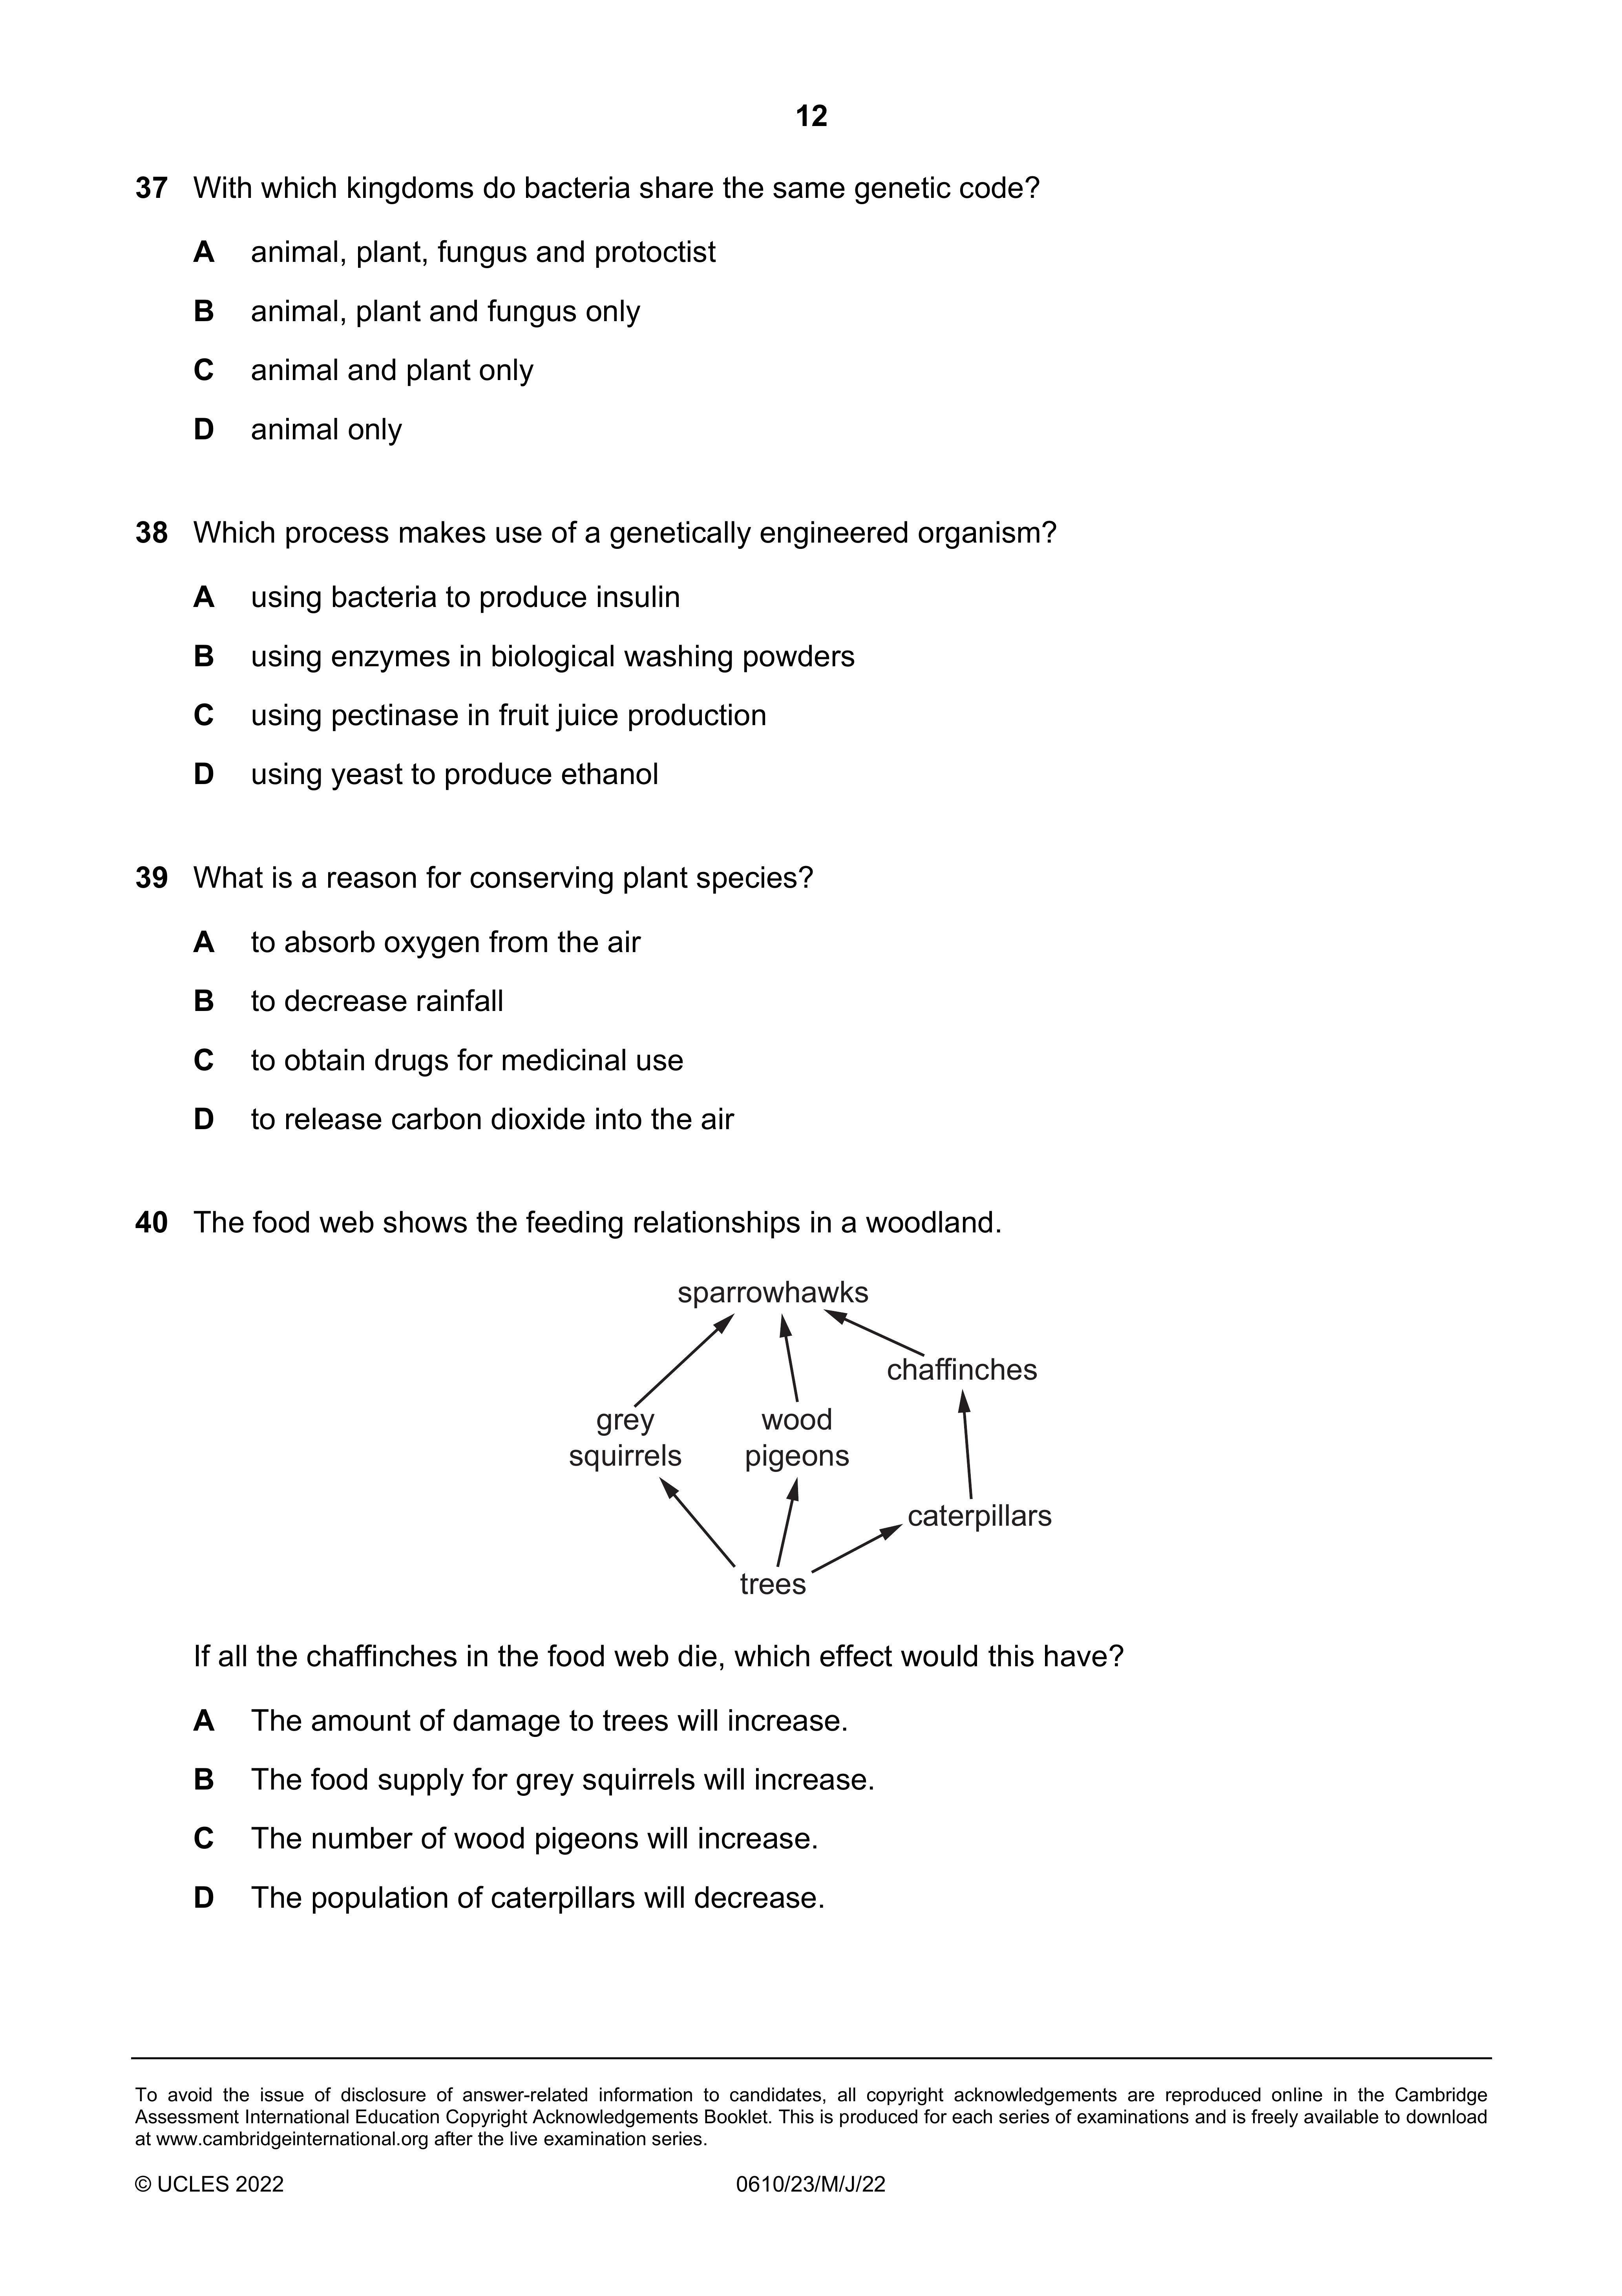 12
37 With which kingdoms do bacteria share the same genetic code?
A animal, plant, fungus and protoctist
B animal, plant and fungus only
C animal and plant only
D animal only
38 Which process makes use of a genetically engineered organism?
A using bacteria to produce insulin
B using enzymes in biological washing powders
C using pectinase in fruit juice production
D using yeast to produce ethanol
39 What is a reason for conserving plant species?
A to absorb oxygen from the air
B to decrease rainfall
C to obtain drugs for medicinal use
D to release carbon dioxide into the air
40 The food web shows the feeding relationships in a woodland.
sparrowhawks
chaffinches
grey
squirrels
wood
pigeons
caterpillars
trees
If all the chaffinches in the food web die, which effect would this have?
A The amount of damage to trees will increase.
B The food supply for grey squirrels will increase.
C The number of wood pigeons will increase.
D The population of caterpillars will decrease.
To avoid the issue of disclosure of answer-related information to candidates, all copyright acknowledgements are reproduced online in the Cambridge
Assessment International Education Copyright Acknowledgements Booklet. This is produced for each series of examinations and is freely available to download
at www.cambridgeinternational.org after the live examination series.
© UCLES 2022 0610/23/M/J/22